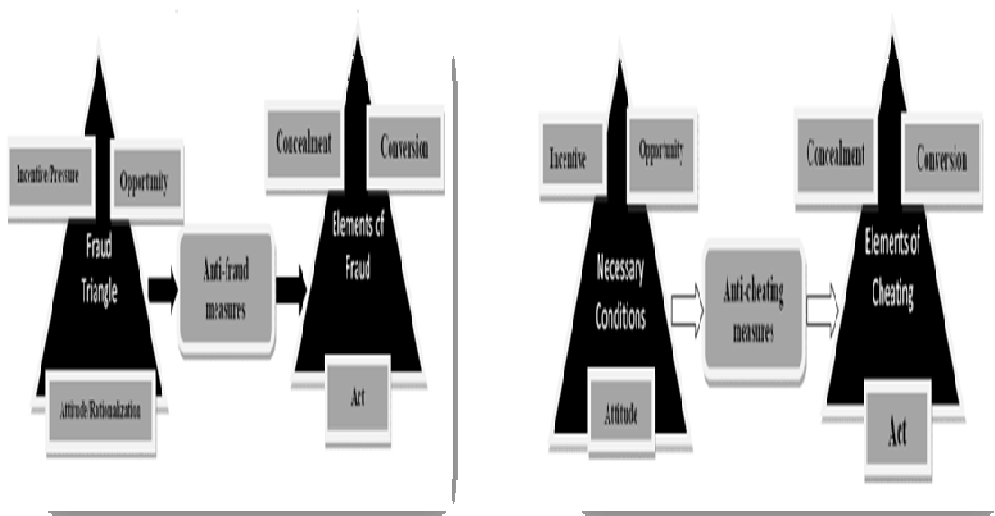 Concealment
Conversion
Incentive/Pressure
Opportunity
Fraud
Triangle
Elements of
Fraud
Anti-fraud
measures
Act
Attitude/Rationalization
Incentive
Opportunity
Concealment
Conversion
Necessary
Conditions
Elements of
Cheating
Anti-cheating
measures
Attitude
Act